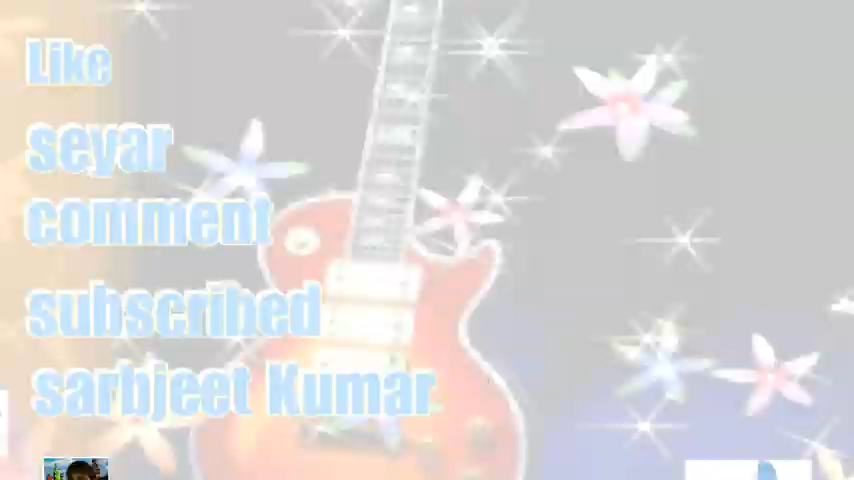 Like
seyar
comment
subscribed
sarbjeet Kumar